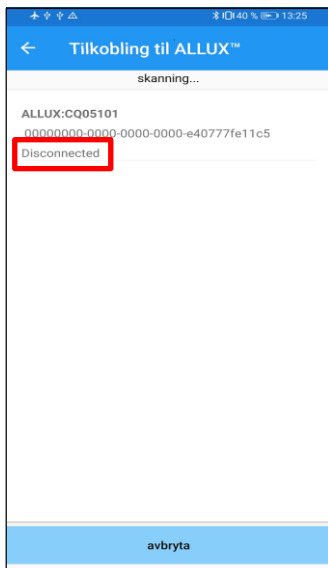 40 % 13:25
Tilkobling til ALLUX™
skanning...
ALLUX:CQ05101
00000000-0000-0000-0000-e40777fe11c5
Disconnected
avbryta